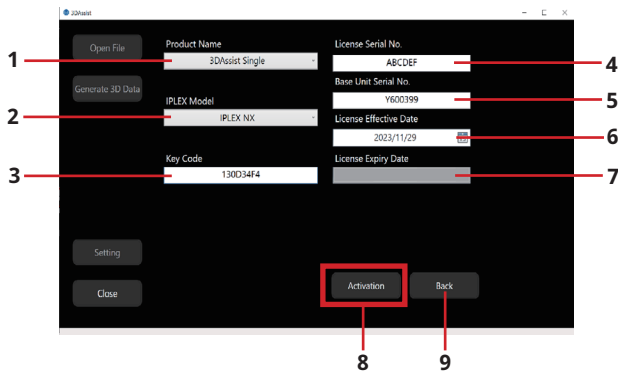 3DAssist
Open File
Generate 3D Data
Product Name
3DAssist Single
License Serial No.
ABCDEF
Base Unit Serial No.
Y600399
IPLEX Model
IPLEX NX
License Effective Date
2023/11/29
Key Code
130D34F4
License Expiry Date
Setting
Close
Activation
Back
1
2
3
4
5
6
7
8
9